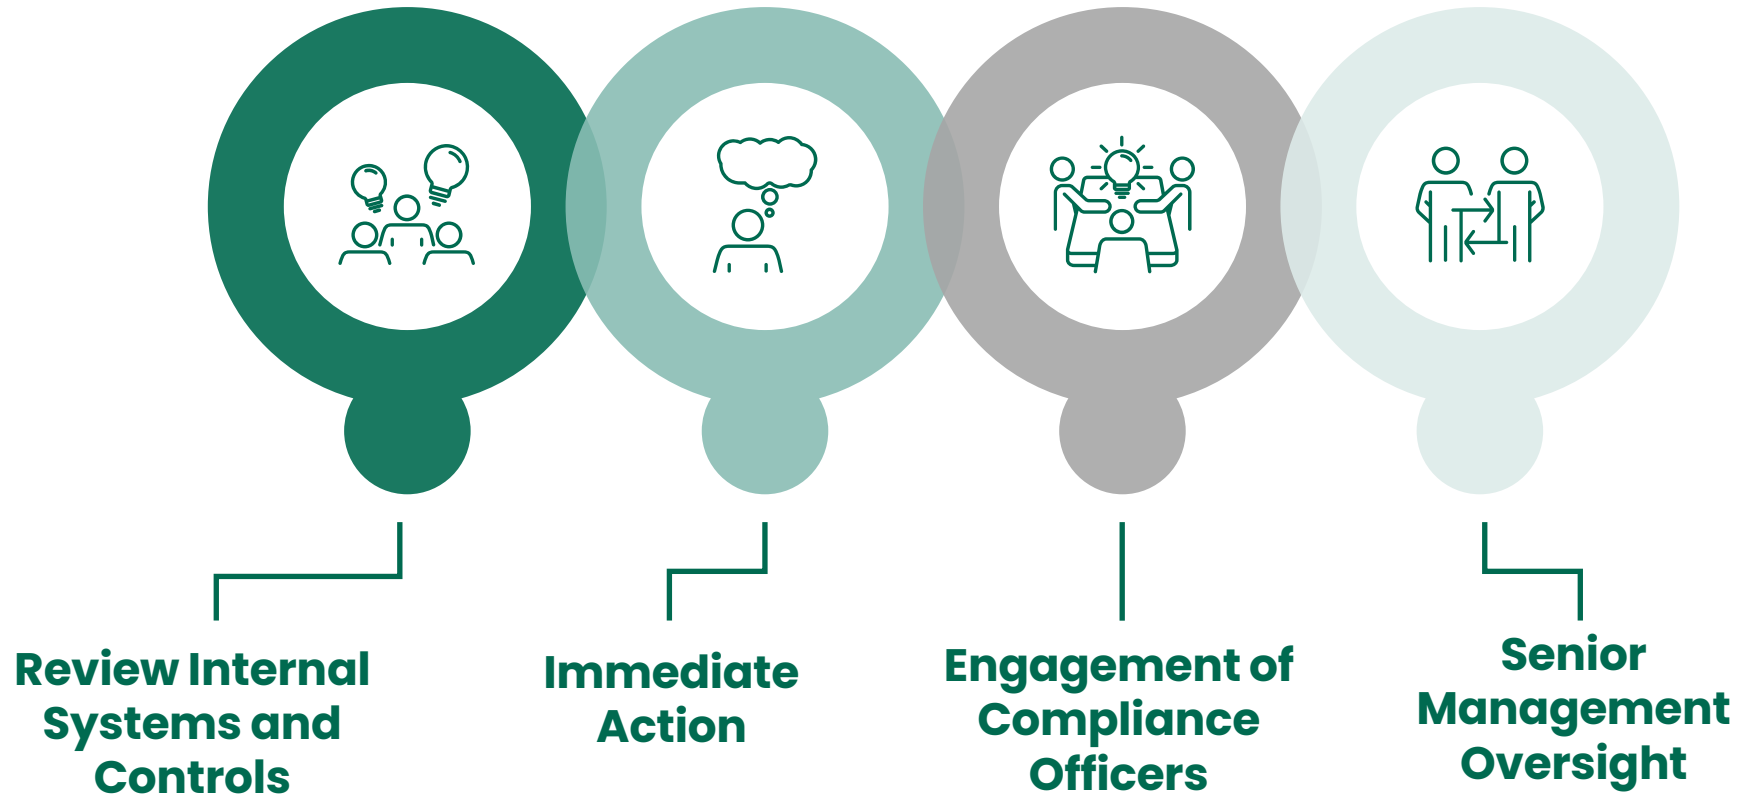 Review Internal
Systems and
Controls
Immediate
Action
Engagement of
Compliance
Officers
Senior
Management
Oversight